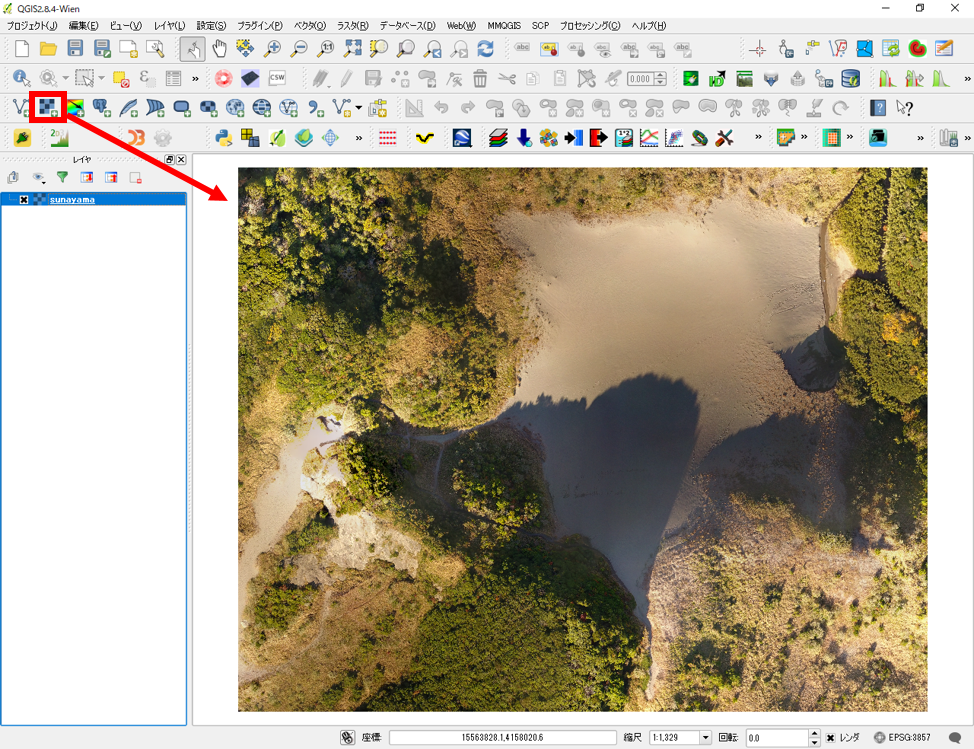 QGIS2.8.4-Wien
プロジェクト(J) 編集(E) ビュー(V) レイヤ(L) 設定(S) プラグイン(P) ベクタ(O) ラスタ(R) データベース(D) Web(W) MMQGIS SCP プロセッシング(C) ヘルプ(H)
CSW
0.000
レイヤ
sunayama
座標: 15563828.1,4158020.6 縮尺 1:1,329 回転: 0.0 レンダ EPSG:3857